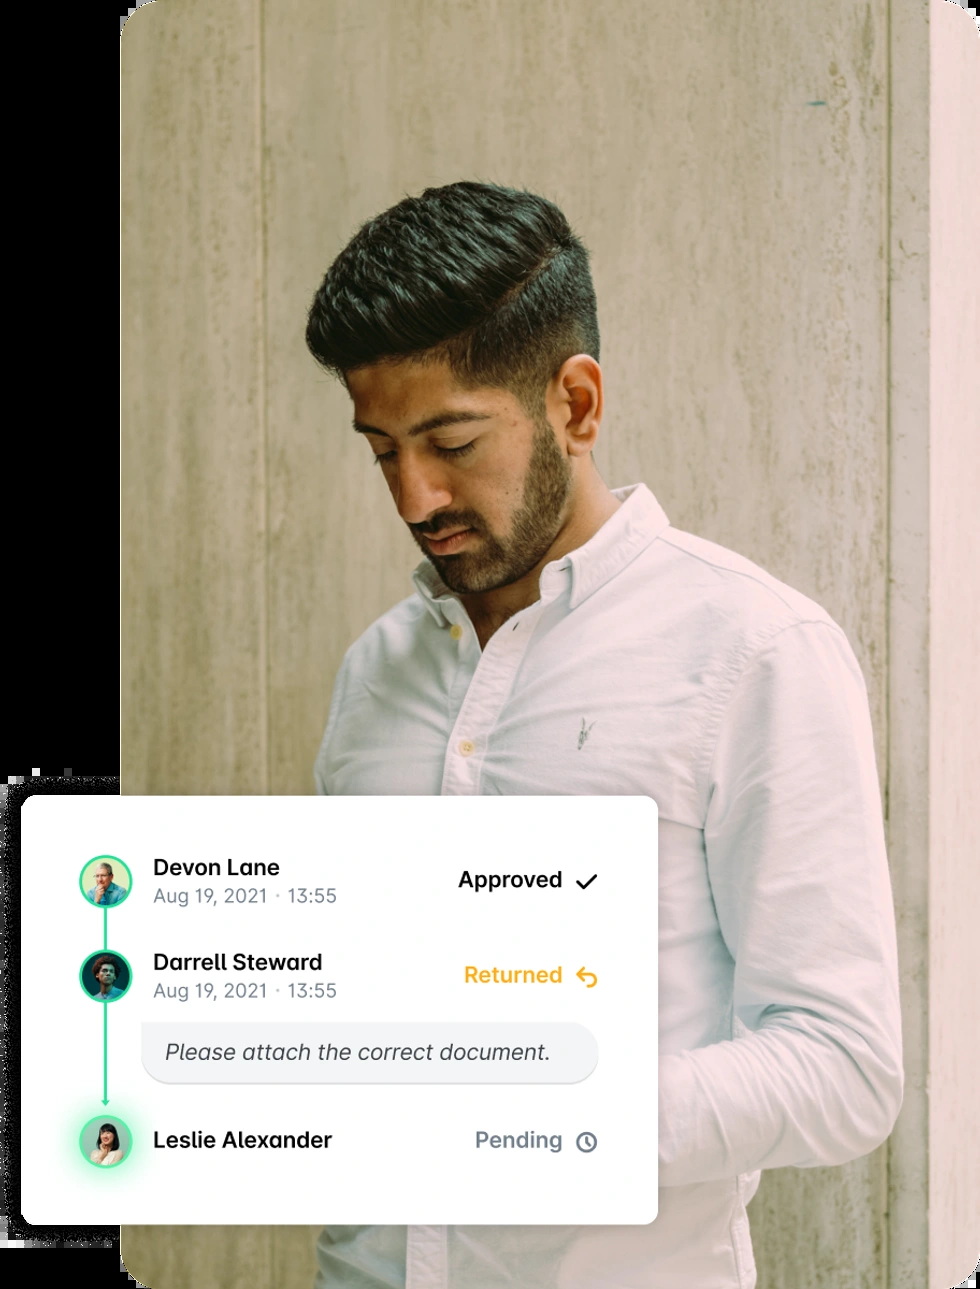 Devon Lane
Aug 19, 2021 · 13:55
Approved
Darrell Steward
Aug 19, 2021 · 13:55
Returned
Please attach the correct document.
Leslie Alexander
Pending